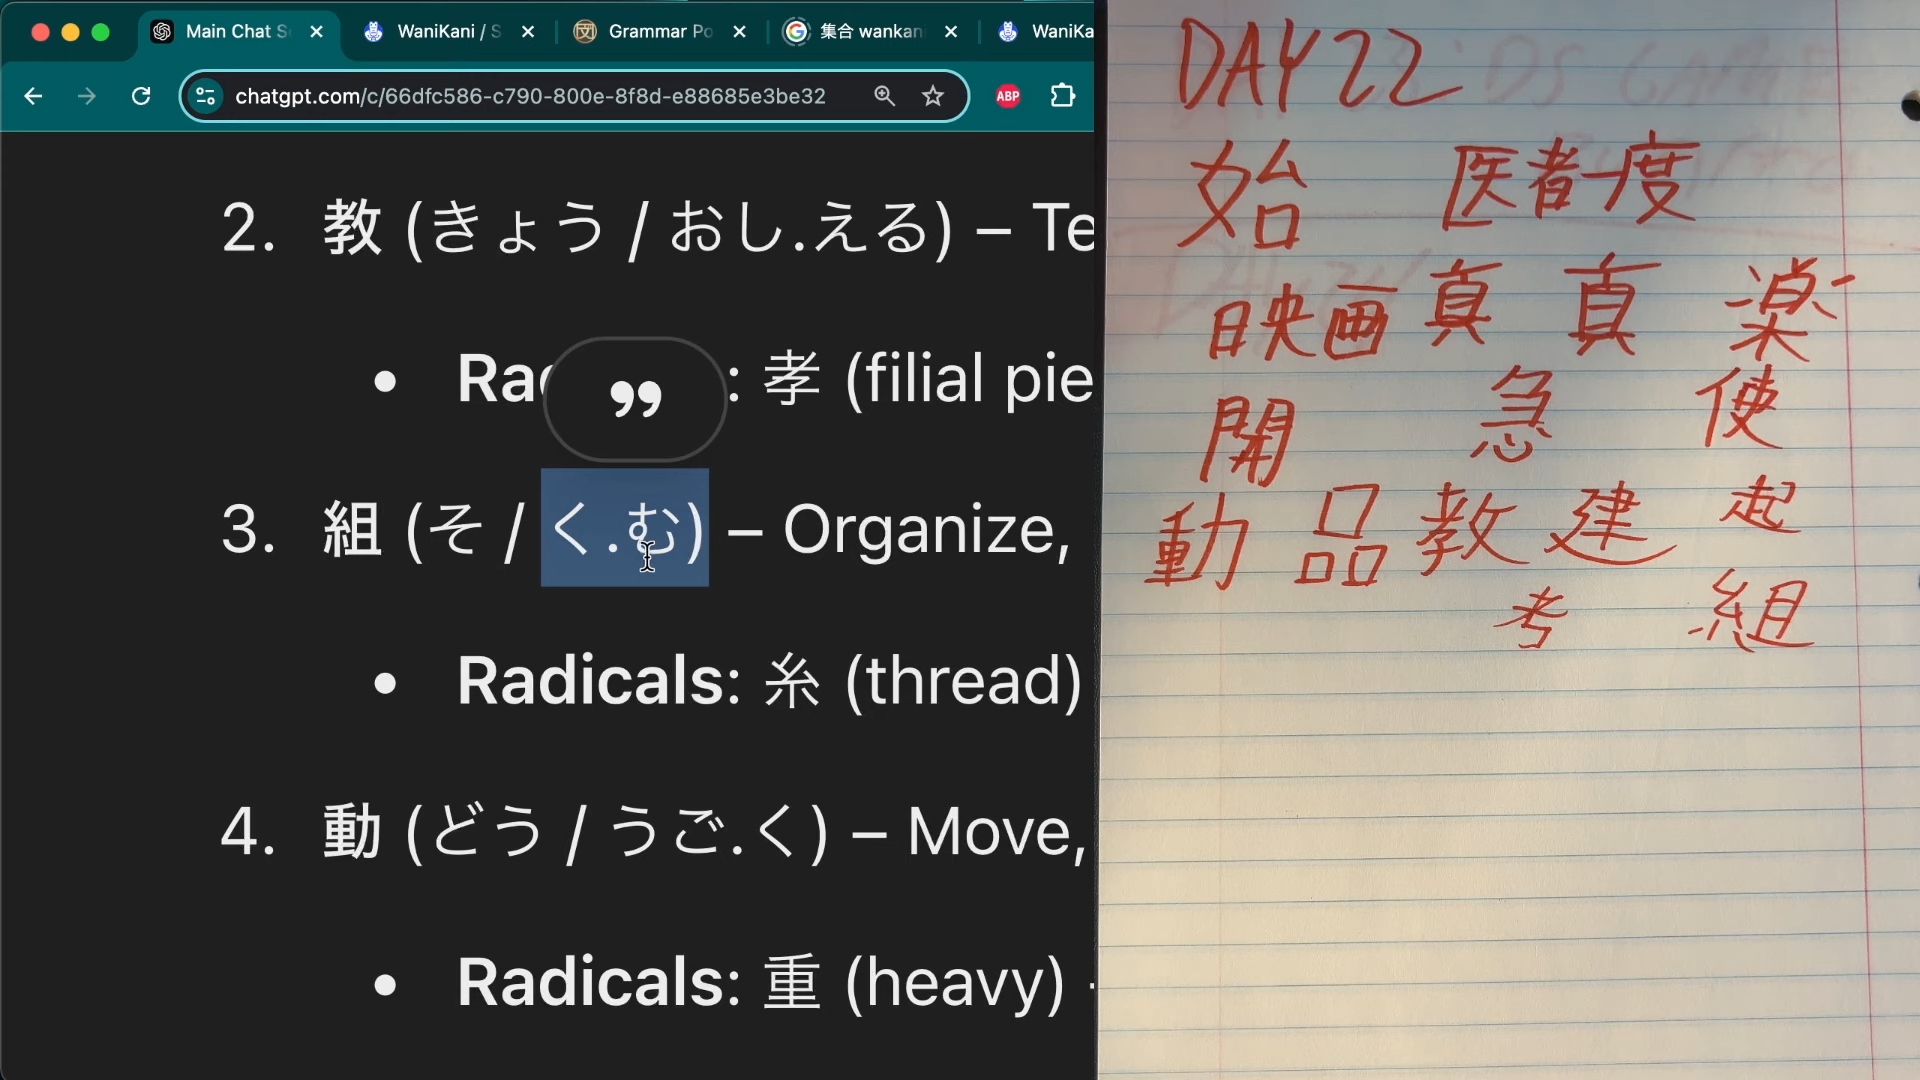 Main Chat S
WaniKani / S
Grammar Po
集合 wankan
WaniKa
chatgpt.com/c/66dfc586-c790-800e-8f8d-e88685e3be32
ABP
2. 教 (きょう / おし.える) – Te
Ra : 孝 (filial pie
3. 組 (そ / く.む) – Organize,
Radicals: 糸 (thread)
4. 動 (どう / うご.く) – Move,
Radicals: 重 (heavy)
DAY 22
始 医者 一度
映画 真 真 楽
開 急 使
動 品 教 建 起
考 組